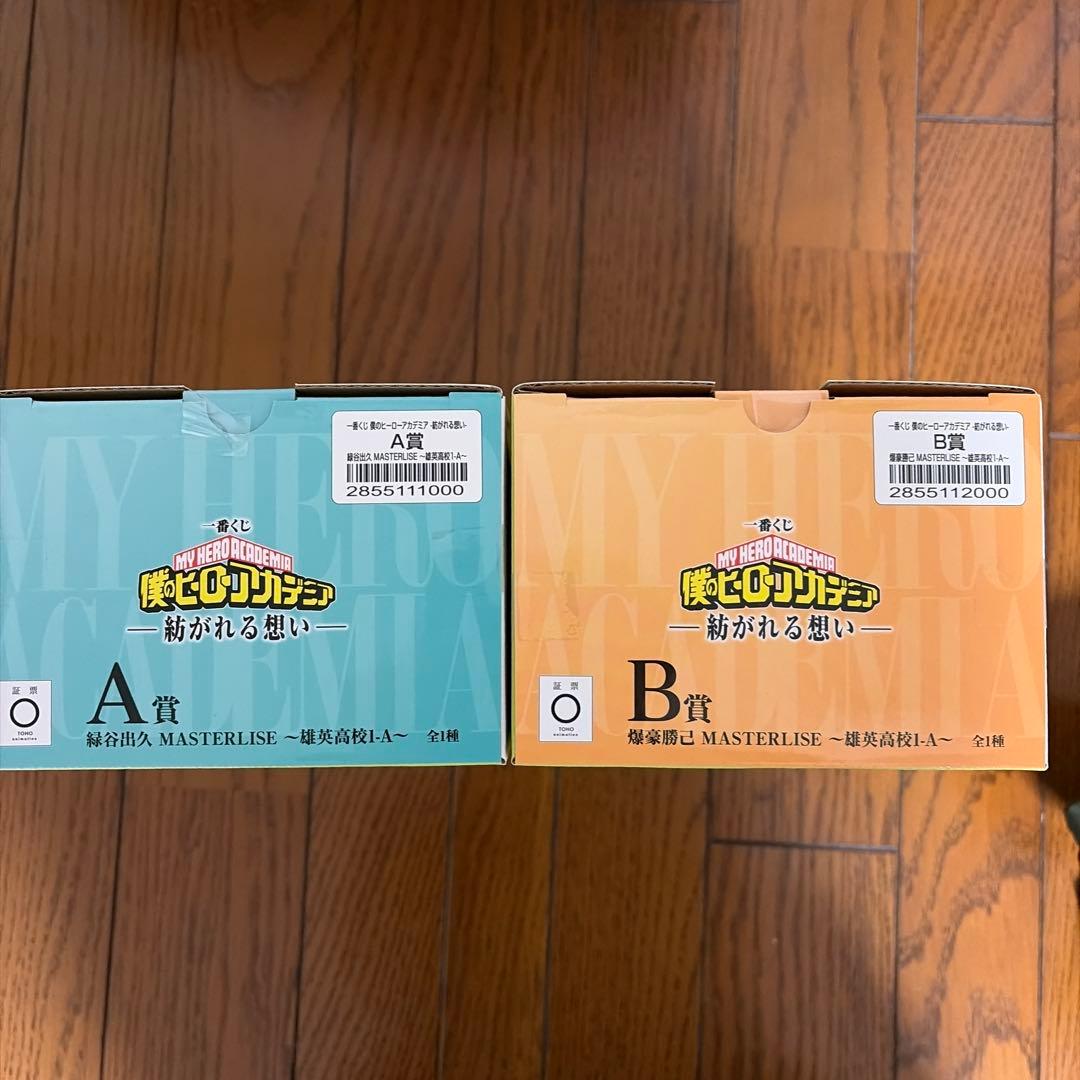 一番くじ 僕のヒーローアカデミア -紡がれる想い-
A賞
緑谷出久 MASTERLISE ～雄英高校1-A～
2855111000
一番くじ
MY HERO ACADEMIA
僕のヒーローアカデミア
―紡がれる想い―
証票
TOHO
animation
A賞
緑谷出久 MASTERLISE ～雄英高校1-A～ 全1種
MY HERO
ACADEMIA
一番くじ 僕のヒーローアカデミア -紡がれる想い-
B賞
爆豪勝己 MASTERLISE ～雄英高校1-A～
2855112000
一番くじ
MY HERO ACADEMIA
僕のヒーローアカデミア
―紡がれる想い―
証票
TOHO
animation
B賞
爆豪勝己 MASTERLISE ～雄英高校1-A～ 全1種
MY HERO
ACADEMIA